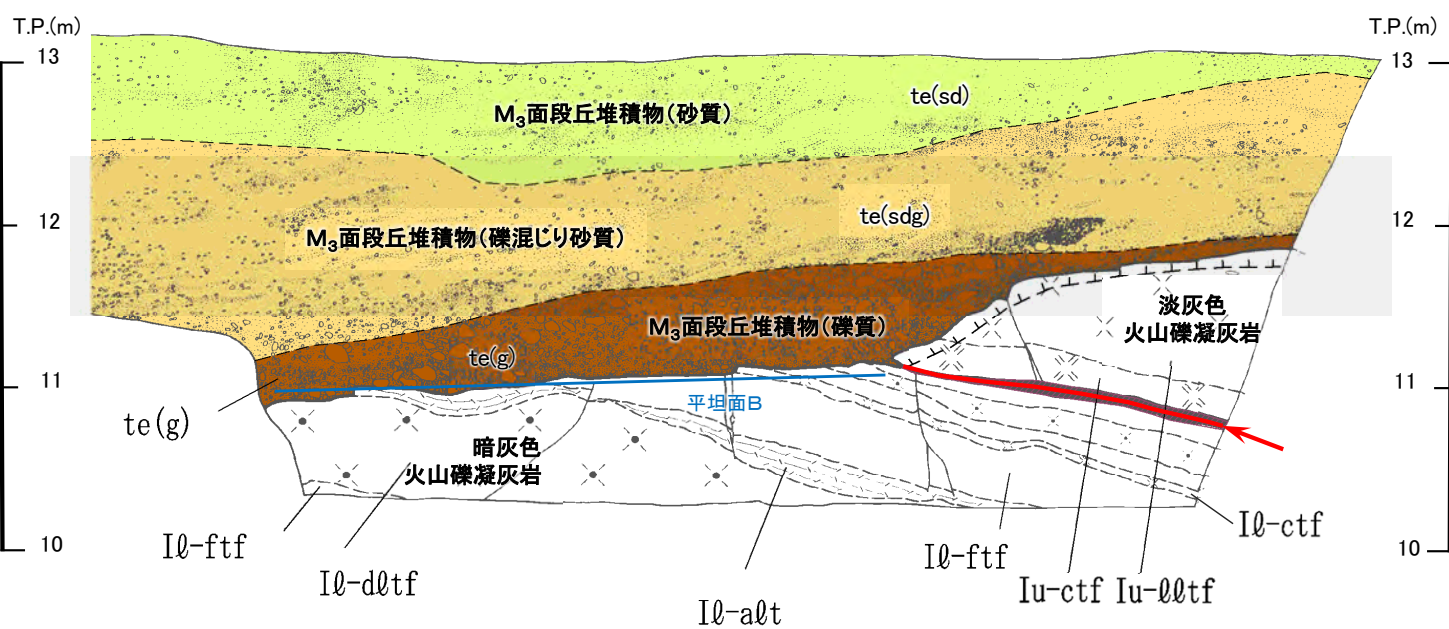 T.P.(m)
T.P.(m)
13
13
te(sd)
M₃面段丘堆積物(砂質)
12
12
te(sdg)
M₃面段丘堆積物(礫混じり砂質)
淡灰色
火山礫凝灰岩
M₃面段丘堆積物(礫質)
te(g)
11
11
平坦面B
te(g)
暗灰色
火山礫凝灰岩
10
10
Iℓ-ftf
Iℓ-dℓtf
Iℓ-aℓt
Iℓ-ftf
Iu-ctf
Iu-ℓℓtf
Iℓ-ctf